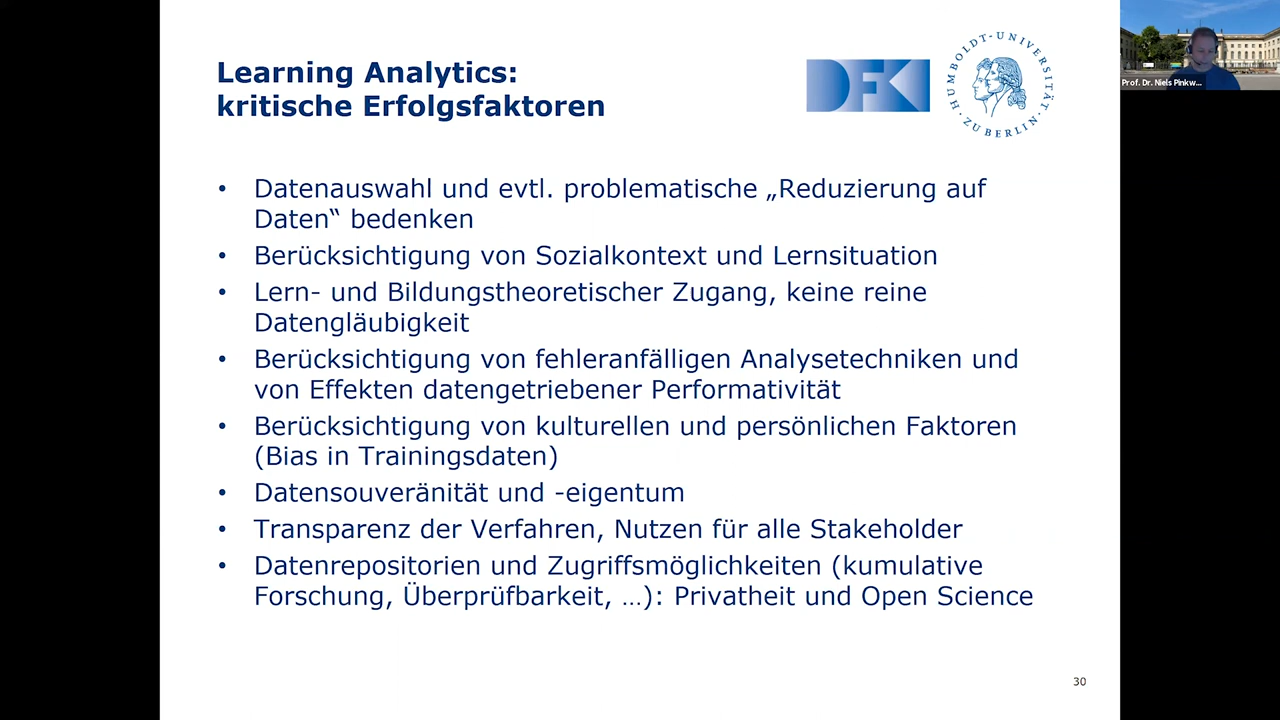 Learning Analytics:
kritische Erfolgsfaktoren
DFKI
HUMBOLDT-UNIVERSITÄT ZU BERLIN
Prof. Dr. Niels Pinkw...
• Datenauswahl und evtl. problematische „Reduzierung auf
Daten“ bedenken
• Berücksichtigung von Sozialkontext und Lernsituation
• Lern- und Bildungstheoretischer Zugang, keine reine
Datengläubigkeit
• Berücksichtigung von fehleranfälligen Analysetechniken und
von Effekten datengetriebener Performativität
• Berücksichtigung von kulturellen und persönlichen Faktoren
(Bias in Trainingsdaten)
• Datensouveränität und -eigentum
• Transparenz der Verfahren, Nutzen für alle Stakeholder
• Datenrepositorien und Zugriffsmöglichkeiten (kumulative
Forschung, Überprüfbarkeit, …): Privatheit und Open Science
30